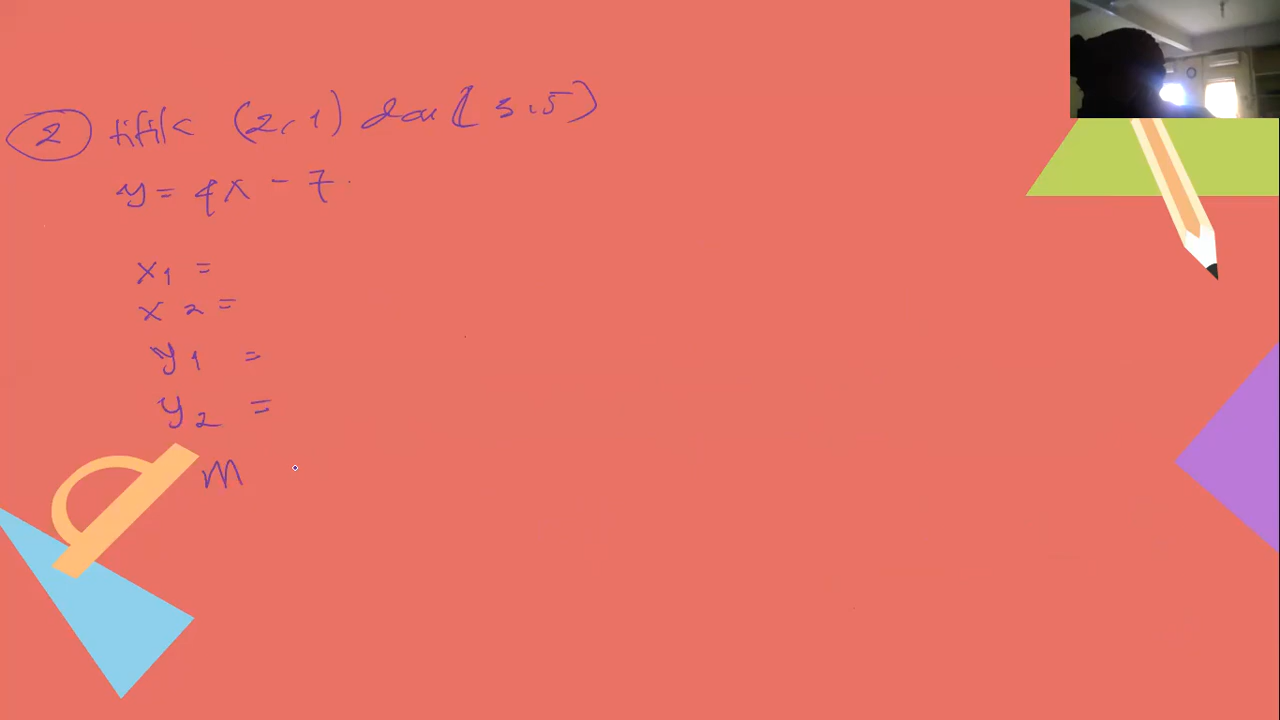 2 titik (2,1) dan (3,5)
y = 4x - 7
x1 =
x2 =
y1 =
y2 =
m